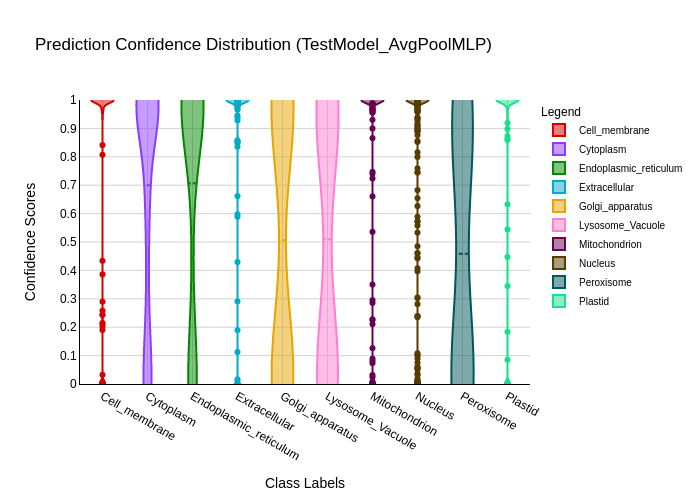 Prediction Confidence Distribution (TestModel_AvgPoolMLP)
Legend
Cell_membrane
Cytoplasm
Endoplasmic_reticulum
Extracellular
Golgi_apparatus
Lysosome_Vacuole
Mitochondrion
Nucleus
Peroxisome
Plastid
Confidence Scores
1
0.9
0.8
0.7
0.6
0.5
0.4
0.3
0.2
0.1
0
Cell_membrane
Cytoplasm
Endoplasmic_reticulum
Extracellular
Golgi_apparatus
Lysosome_Vacuole
Mitochondrion
Nucleus
Peroxisome
Plastid
Class Labels